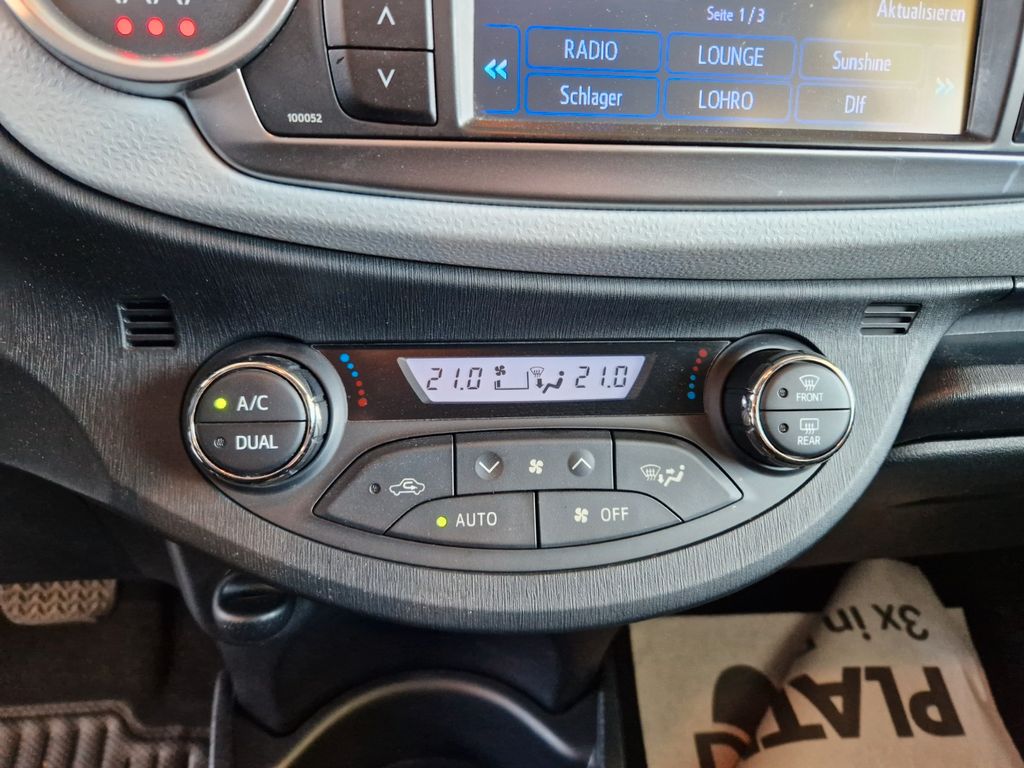 Seite 1/3
Aktualisieren
RADIO
LOUNGE
Sunshine
Schlager
LOHRO
Dlf
100052
21.0
21.0
A/C
DUAL
FRONT
REAR
AUTO
OFF
3x in
PLAT